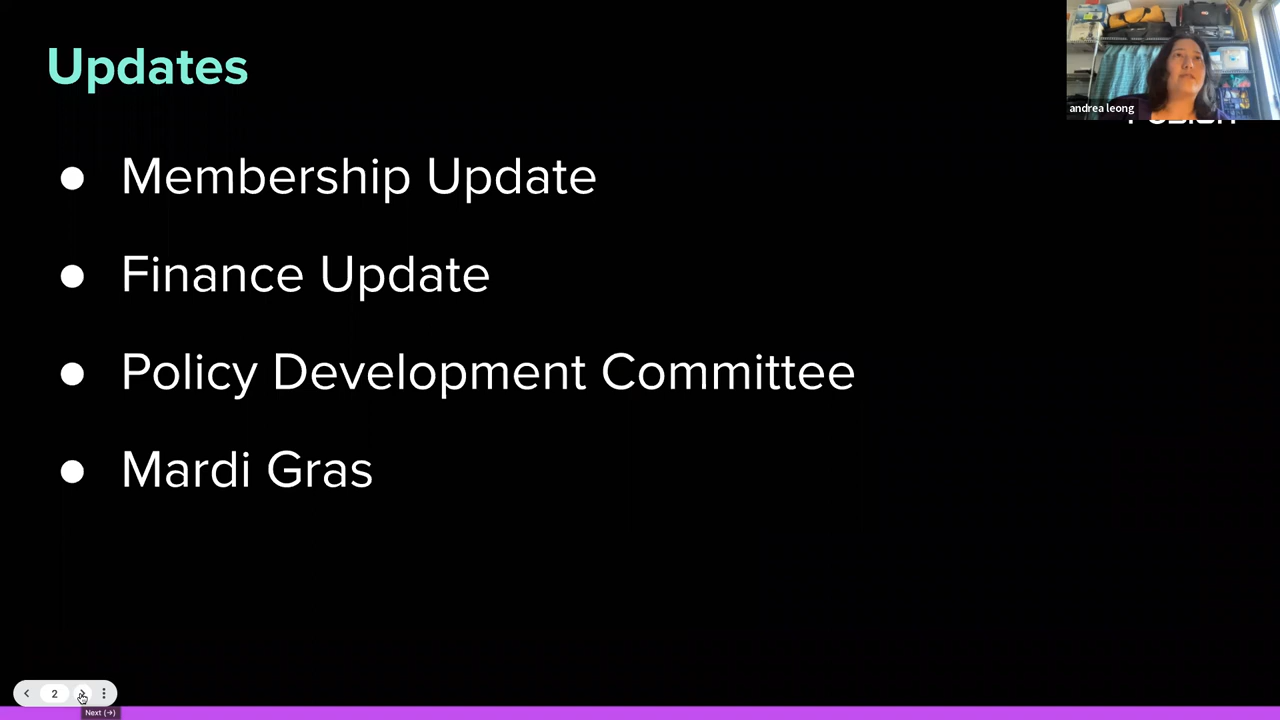 Updates
andrea leong
● Membership Update
● Finance Update
● Policy Development Committee
● Mardi Gras
2
Next (→)